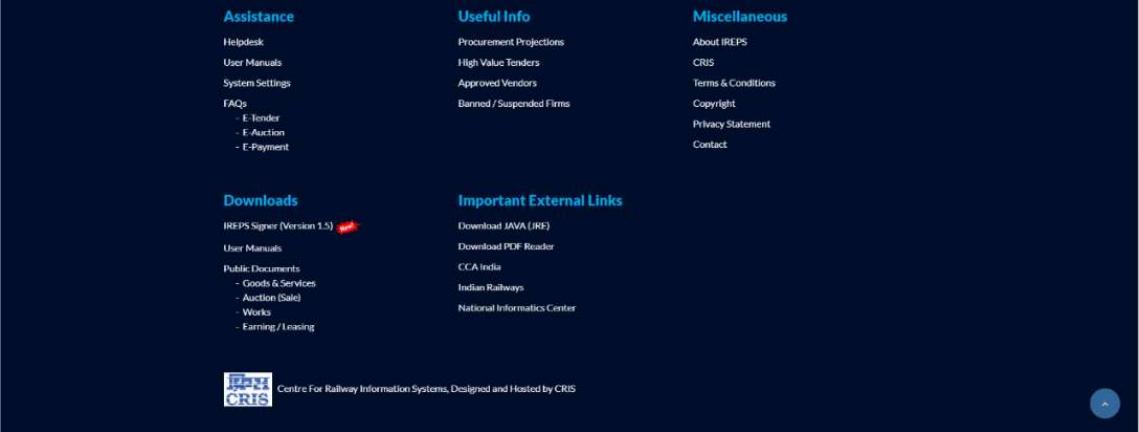 Assistance
Helpdesk
User Manuals
System Settings
FAQs
- E-Tender
- E-Auction
- E-Payment
Useful Info
Procurement Projections
High Value Tenders
Approved Vendors
Banned / Suspended Firms
Miscellaneous
About IREPS
CRIS
Terms & Conditions
Copyright
Privacy Statement
Contact
Downloads
IREPS Signer (Version 1.5) New!
User Manuals
Public Documents
- Goods & Services
- Auction (Sale)
- Works
- Earning / Leasing
Important External Links
Download JAVA (JRE)
Download PDF Reader
CCA India
Indian Railways
National Informatics Center
CRIS
Centre For Railway Information Systems, Designed and Hosted by CRIS